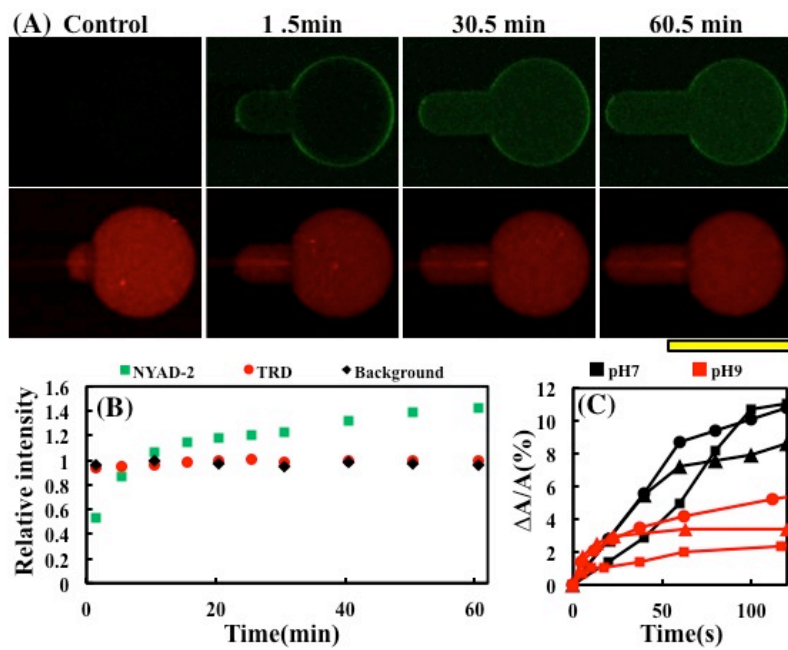 (A) Control 1 .5min 30.5 min 60.5 min
NYAD-2 TRD Background
pH7 pH9
1.6
1.4
1.2
1
0.8
0.6
0.4
0.2
0
(B)
Relative intensity
0 20 40 60
Time(min)
12
10
8
6
4
2
0
(C)
ΔA/A(%)
0 50 100
Time(s)